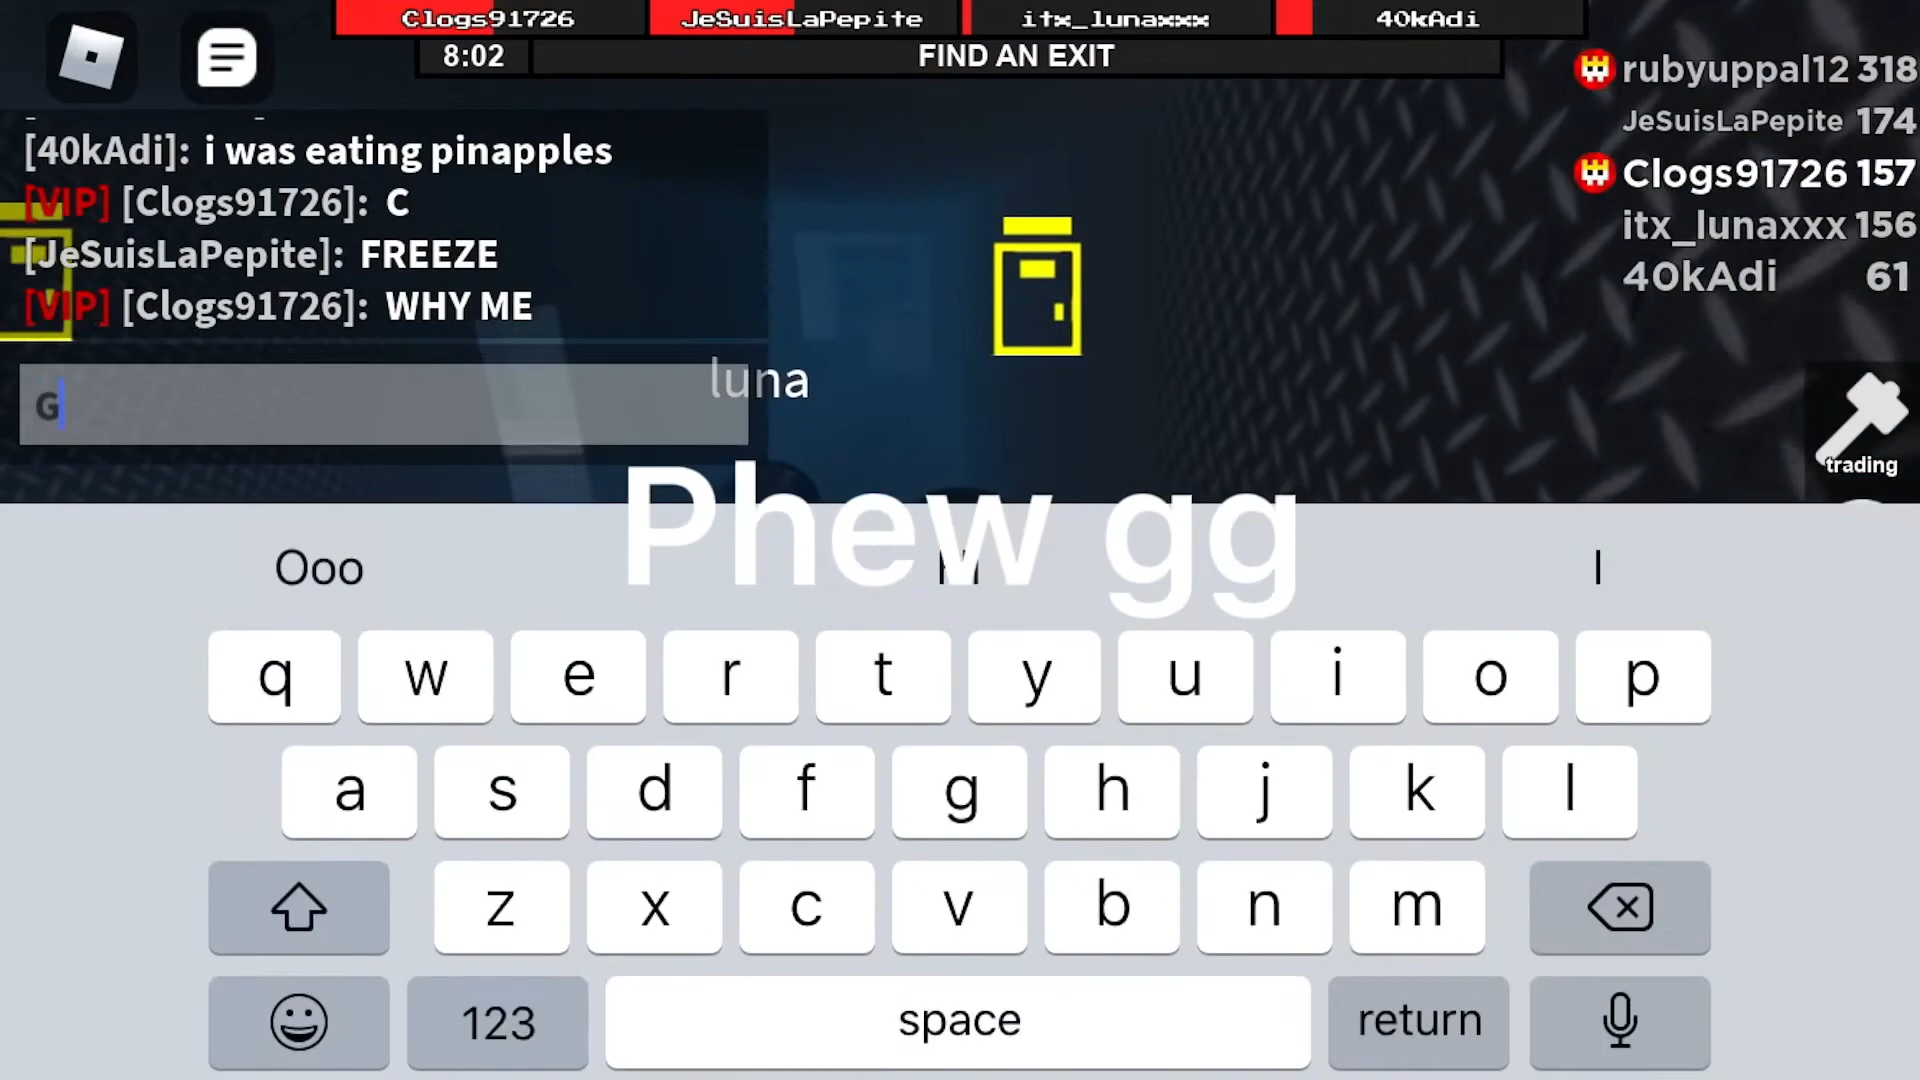 Clogs91726 JeSuisLaPepite itx_lunaxxx 40kAdi
8:02 FIND AN EXIT
rubyuppal12 318
JeSuisLaPepite 174
Clogs91726 157
itx_lunaxxx 156
40kAdi 61
[40kAdi]: i was eating pinapples
[VIP] [Clogs91726]: C
[JeSuisLaPepite]: FREEZE
[VIP] [Clogs91726]: WHY ME
G
luna
trading
Phew gg
Ooo I
q w e r t y u i o p
a s d f g h j k l
z x c v b n m
123 space return